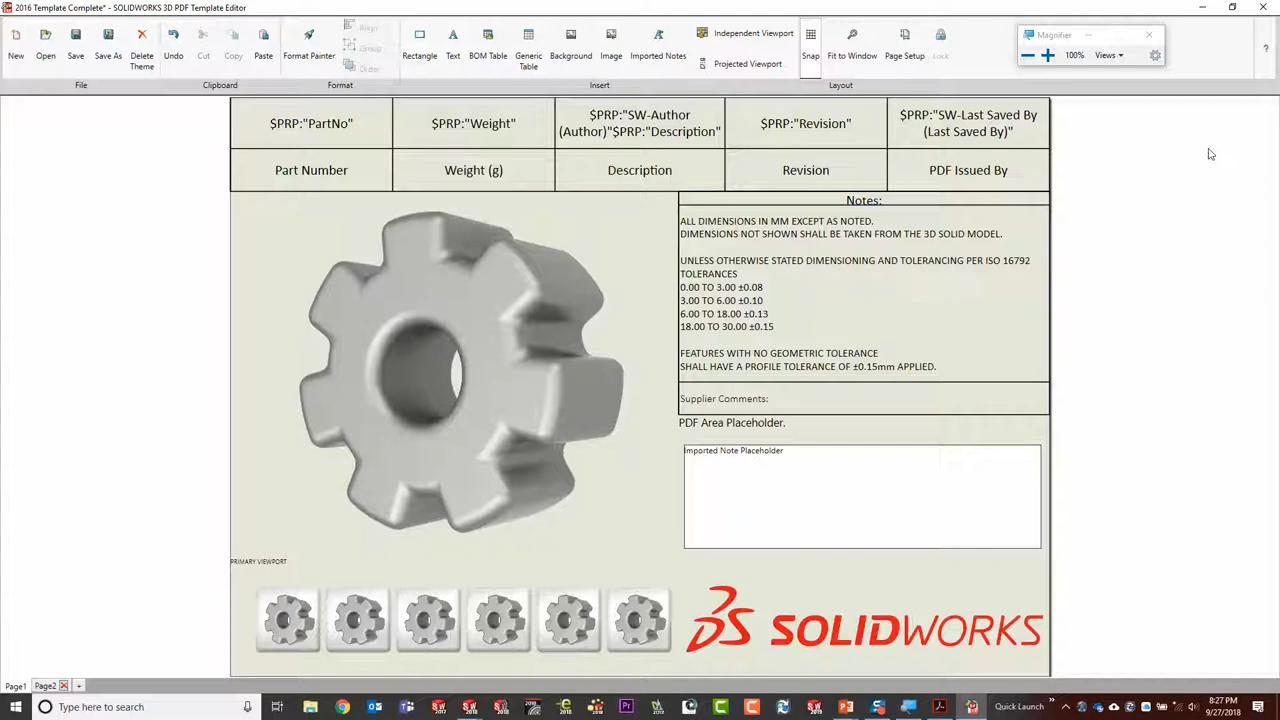 2016 Template Complete* - SOLIDWORKS 3D PDF Template Editor
New
Open
Save
Save As
Delete Theme
Undo
Cut
Copy
Paste
Format Painter
Align
Group
Order
Rectangle
Text
BOM Table
Generic Table
Background
Image
Imported Notes
Independent Viewport
Projected Viewport
Snap
Fit to Window
Page Setup
Lock
Magnifier
100%
Views
?
File
Clipboard
Format
Insert
Layout
$PRP:"PartNo"
$PRP:"Weight"
$PRP:"SW-Author
(Author)"$PRP:"Description"
$PRP:"Revision"
$PRP:"SW-Last Saved By
(Last Saved By)"
Part Number
Weight (g)
Description
Revision
PDF Issued By
Notes:
ALL DIMENSIONS IN MM EXCEPT AS NOTED.
DIMENSIONS NOT SHOWN SHALL BE TAKEN FROM THE 3D SOLID MODEL.
UNLESS OTHERWISE STATED DIMENSIONING AND TOLERANCING PER ISO 16792
TOLERANCES
0.00 TO 3.00 ±0.08
3.00 TO 6.00 ±0.10
6.00 TO 18.00 ±0.13
18.00 TO 30.00 ±0.15
FEATURES WITH NO GEOMETRIC TOLERANCE
SHALL HAVE A PROFILE TOLERANCE OF ±0.15mm APPLIED.
Supplier Comments:
PDF Area Placeholder.
Imported Note Placeholder
PRIMARY VIEWPORT
SOLIDWORKS
Page1
Page2
+
Type here to search
Quick Launch
8:27 PM
9/27/2018